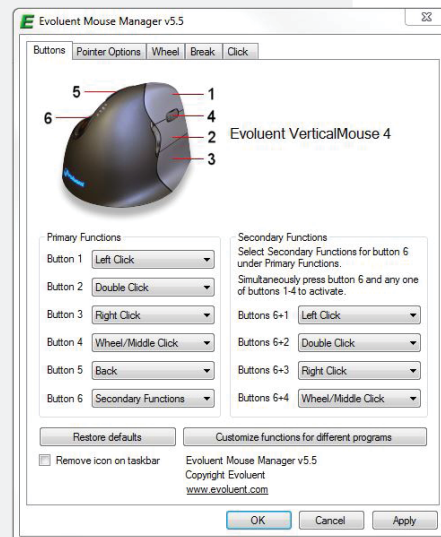 Evoluent Mouse Manager v5.5
Buttons Pointer Options Wheel Break Click
5
6
1
4
2
3
Evoluent VerticalMouse 4
Primary Functions
Button 1 Left Click
Button 2 Double Click
Button 3 Right Click
Button 4 Wheel/Middle Click
Button 5 Back
Button 6 Secondary Functions
Secondary Functions
Select Secondary Functions for button 6
under Primary Functions.
Simultaneously press button 6 and any one
of buttons 1-4 to activate.
Buttons 6+1 Left Click
Buttons 6+2 Double Click
Buttons 6+3 Right Click
Buttons 6+4 Wheel/Middle Click
Restore defaults
Customize functions for different programs
Remove icon on taskbar
Evoluent Mouse Manager v5.5
Copyright Evoluent
www.evoluent.com
OK Cancel Apply